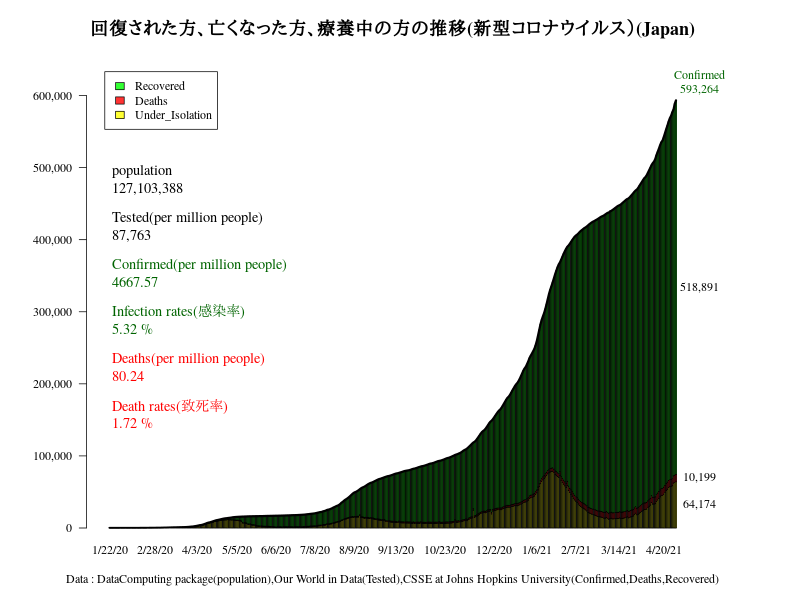 回復された方、亡くなった方、療養中の方の推移(新型コロナウイルス)(Japan)
Confirmed
593,264
Recovered
Deaths
Under_Isolation
600,000
500,000
400,000
300,000
200,000
100,000
0
population
127,103,388
Tested(per million people)
87,763
Confirmed(per million people)
4667.57
Infection rates(感染率)
5.32 %
Deaths(per million people)
80.24
Death rates(致死率)
1.72 %
518,891
10,199
64,174
1/22/20 2/28/20 4/3/20 5/5/20 6/6/20 7/8/20 8/9/20 9/13/20 10/23/20 12/2/20 1/6/21 2/7/21 3/14/21 4/20/21
Data : DataComputing package(population),Our World in Data(Tested),CSSE at Johns Hopkins University(Confirmed,Deaths,Recovered)